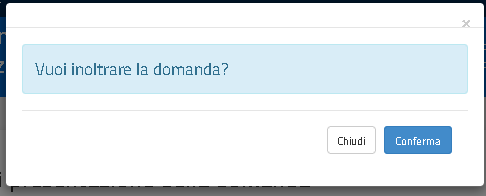 ×
Vuoi inoltrare la domanda?
Chiudi
Conferma